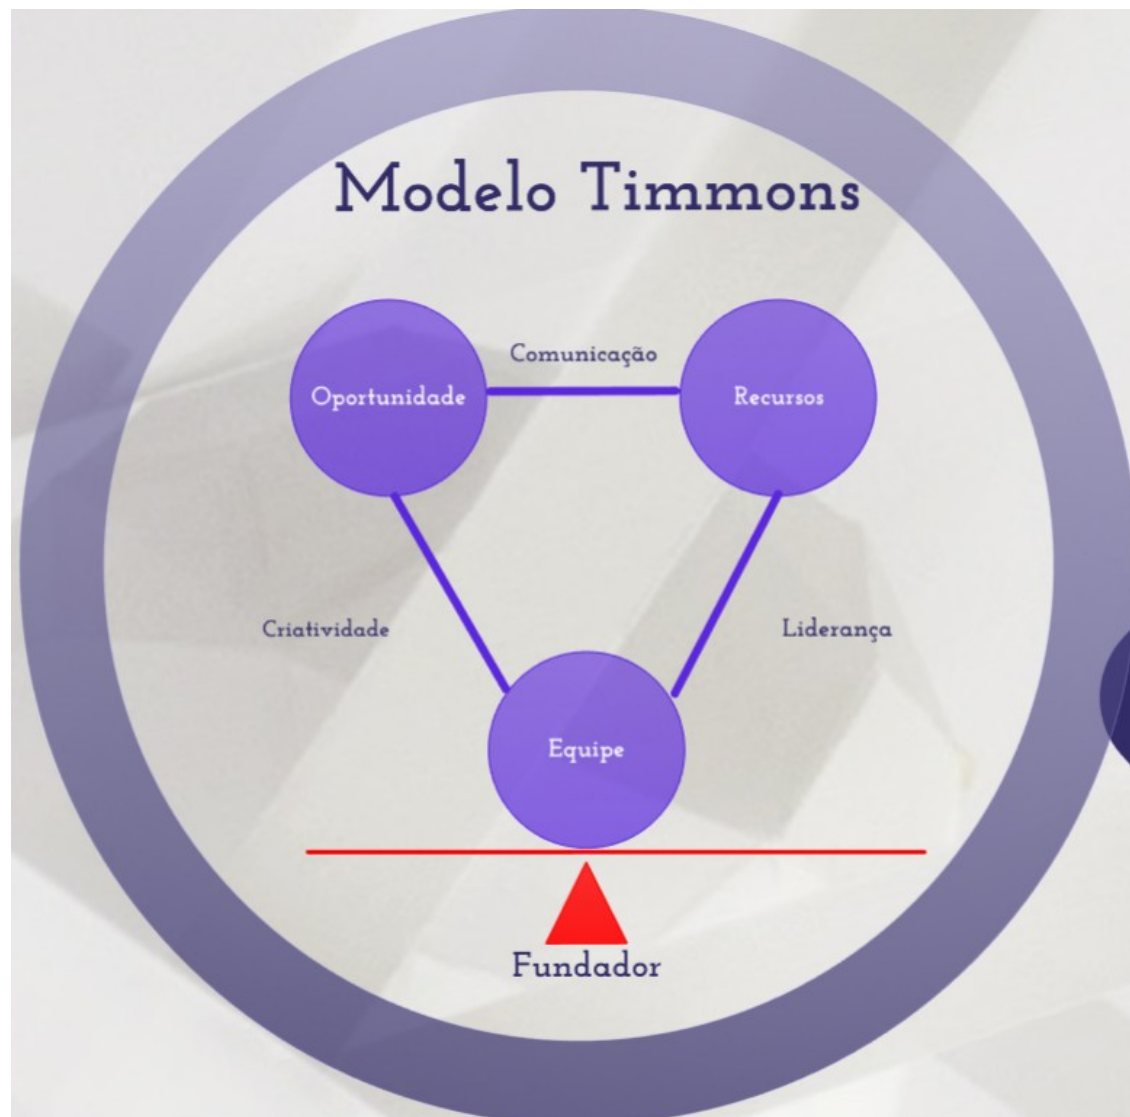 Modelo Timmons
Comunicação
Oportunidade
Recursos
Criatividade
Liderança
Equipe
Fundador